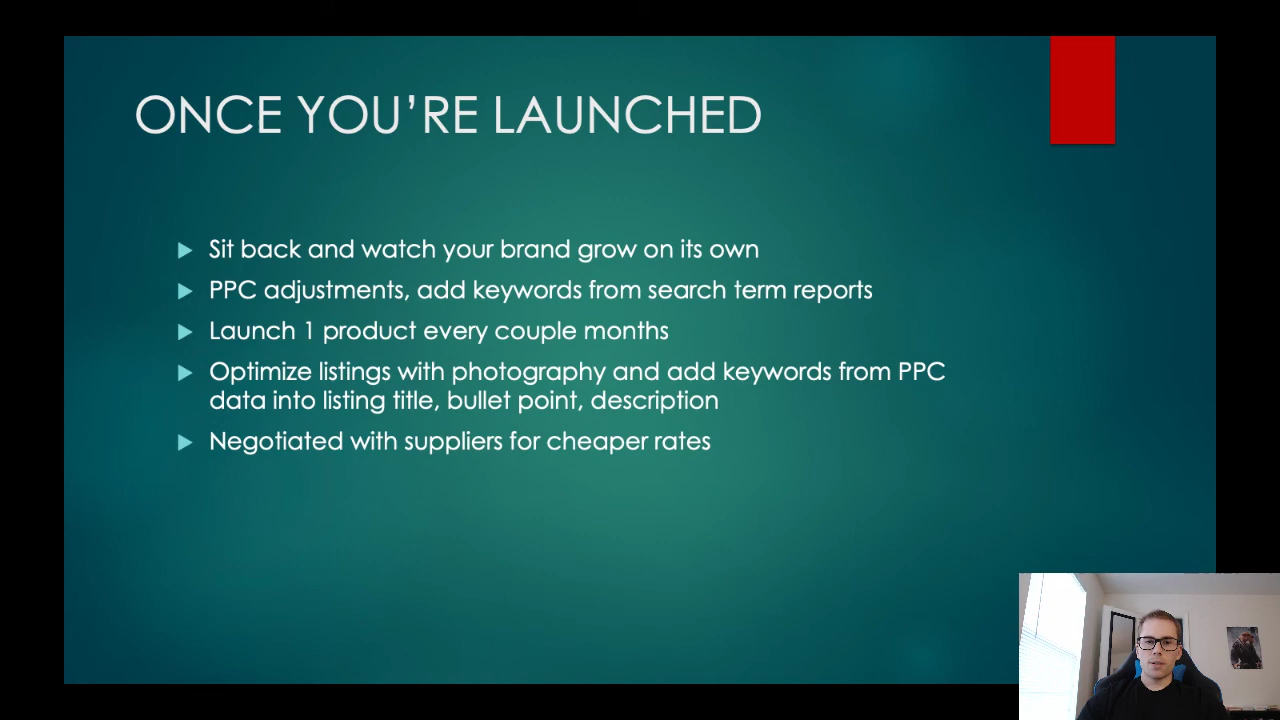 ONCE YOU’RE LAUNCHED
Sit back and watch your brand grow on its own
PPC adjustments, add keywords from search term reports
Launch 1 product every couple months
Optimize listings with photography and add keywords from PPC
data into listing title, bullet point, description
Negotiated with suppliers for cheaper rates